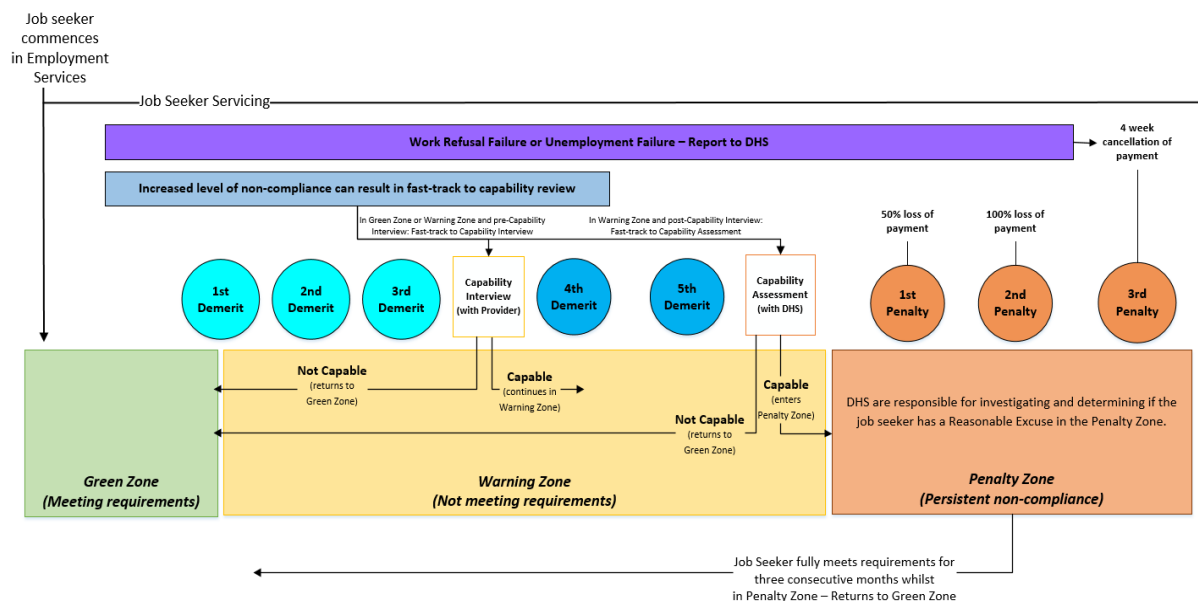 Job seeker
commences
in Employment
Services
Job Seeker Servicing
Work Refusal Failure or Unemployment Failure – Report to DHS
4 week
cancellation of
payment
Increased level of non-compliance can result in fast-track to capability review
In Green Zone or Warning Zone and pre-Capability
Interview: Fast-track to Capability Interview
In Warning Zone and post-Capability Interview:
Fast-track to Capability Assessment
50% loss of
payment
100% loss of
payment
1st
Demerit
2nd
Demerit
3rd
Demerit
Capability
Interview
(with Provider)
4th
Demerit
5th
Demerit
Capability
Assessment
(with DHS)
1st
Penalty
2nd
Penalty
3rd
Penalty
Not Capable
(returns to
Green Zone)
Capable
(continues in
Warning Zone)
Not Capable
(returns to
Green Zone)
Capable
(enters
Penalty Zone)
DHS are responsible for investigating and determining if the
job seeker has a Reasonable Excuse in the Penalty Zone.
Green Zone
(Meeting requirements)
Warning Zone
(Not meeting requirements)
Penalty Zone
(Persistent non-compliance)
Job Seeker fully meets requirements for
three consecutive months whilst
in Penalty Zone – Returns to Green Zone